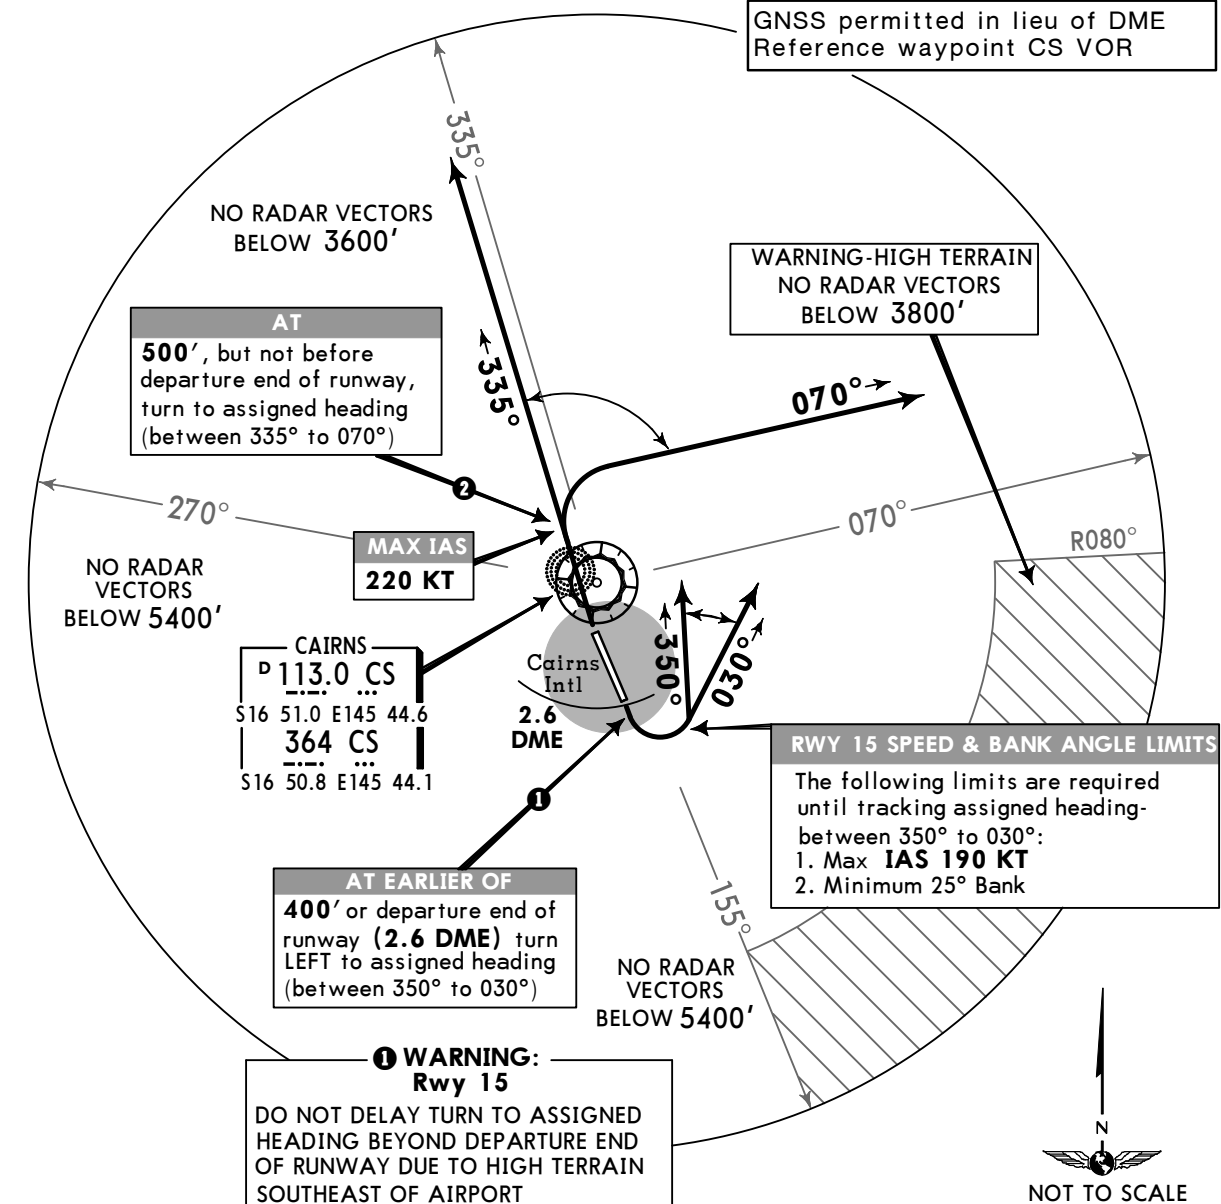 GNSS permitted in lieu of DME
Reference waypoint CS VOR
335°
NO RADAR VECTORS
BELOW 3600'
WARNING-HIGH TERRAIN
NO RADAR VECTORS
BELOW 3800'
AT
500', but not before
departure end of runway,
turn to assigned heading
(between 335° to 070°)
335°
070°
2
270°
070°
R080°
MAX IAS
220 KT
NO RADAR
VECTORS
BELOW 5400'
CAIRNS
D 113.0 CS
S16 51.0 E145 44.6
364 CS
S16 50.8 E145 44.1
Cairns
Intl
2.6
DME
350°
030°
RWY 15 SPEED & BANK ANGLE LIMITS
The following limits are required
until tracking assigned heading-
between 350° to 030°:
1. Max IAS 190 KT
2. Minimum 25° Bank
1
AT EARLIER OF
400' or departure end of
runway (2.6 DME) turn
LEFT to assigned heading
(between 350° to 030°)
155°
NO RADAR
VECTORS
BELOW 5400'
1 WARNING:
Rwy 15
DO NOT DELAY TURN TO ASSIGNED
HEADING BEYOND DEPARTURE END
OF RUNWAY DUE TO HIGH TERRAIN
SOUTHEAST OF AIRPORT
N
NOT TO SCALE